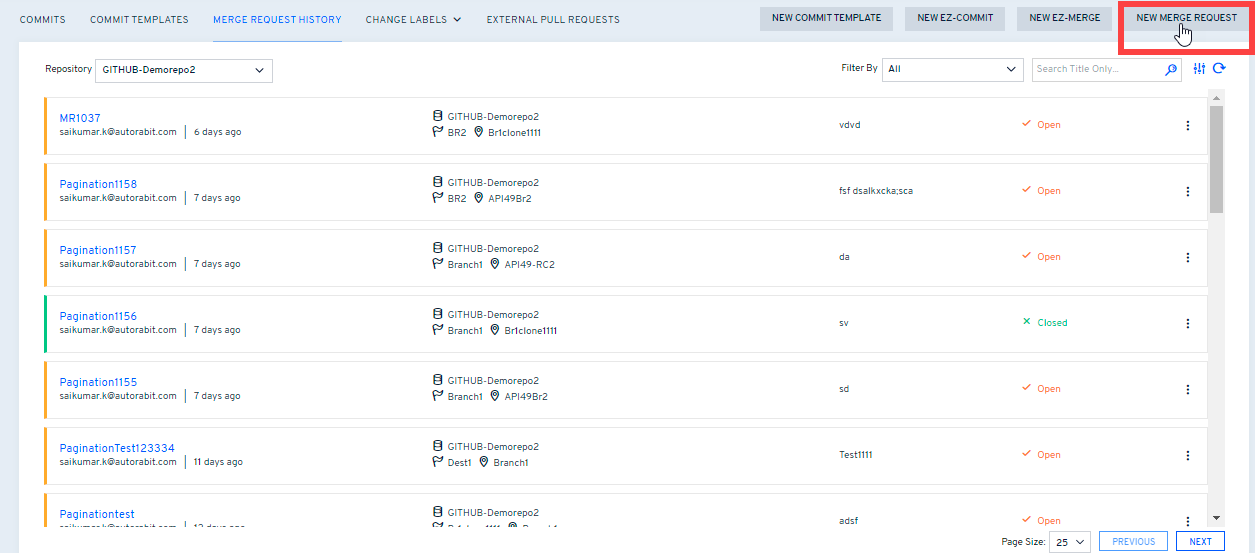 COMMITS COMMIT TEMPLATES MERGE REQUEST HISTORY CHANGE LABELS EXTERNAL PULL REQUESTS NEW COMMIT TEMPLATE NEW EZ-COMMIT NEW EZ-MERGE NEW MERGE REQUEST
Repository GITHUB-Demorepo2 Filter By All Search Title Only...
MR1037
saikumar.k@autorabit.com 6 days ago
GITHUB-Demorepo2
BR2 Br1clone1111
vdvd
Open
Pagination1158
saikumar.k@autorabit.com 7 days ago
GITHUB-Demorepo2
BR2 API49Br2
fsf dsalkxcka;sca
Open
Pagination1157
saikumar.k@autorabit.com 7 days ago
GITHUB-Demorepo2
Branch1 API49-RC2
da
Open
Pagination1156
saikumar.k@autorabit.com 7 days ago
GITHUB-Demorepo2
Branch1 Br1clone1111
sv
Closed
Pagination1155
saikumar.k@autorabit.com 7 days ago
GITHUB-Demorepo2
Branch1 API49Br2
sd
Open
PaginationTest123334
saikumar.k@autorabit.com 11 days ago
GITHUB-Demorepo2
Dest1 Branch1
Test1111
Open
Paginationtest
saikumar.k@autorabit.com
GITHUB-Demorepo2
adsf
Open
Page Size: 25 PREVIOUS NEXT